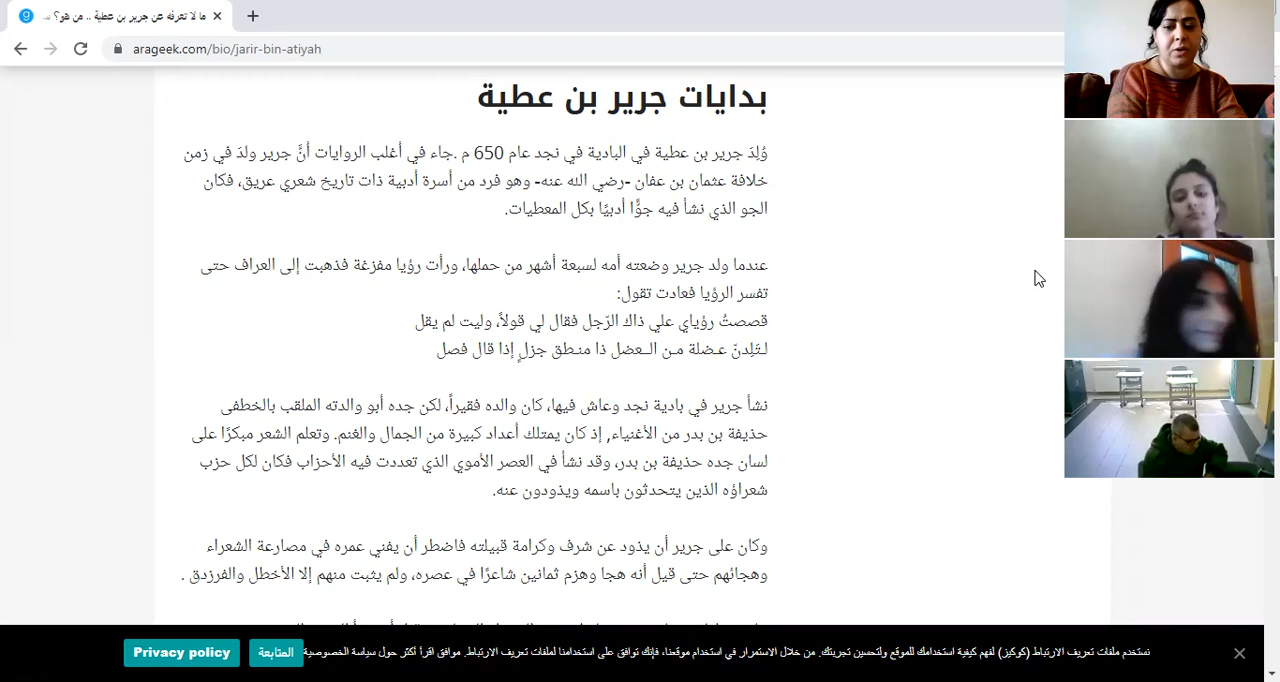 ما لا تعرفه عن جرير بن عطية .. من هو؟
arageek.com/bio/jarir-bin-atiyah
بدايات جرير بن عطية
وُلِدَ جرير بن عطية في البادية في نجد عام 650 م .جاء في أغلب الروايات أنَّ جرير ولدَ في زمن
خلافة عثمان بن عفان -رضي الله عنه- وهو فرد من أسرة أدبية ذات تاريخ شعري عريق، فكان
الجو الذي نشأ فيه جوًّا أدبيًا بكل المعطيات.
عندما ولد جرير وضعته أمه لسبعة أشهر من حملها، ورأت رؤيا مفزغة فذهبت إلى العراف حتى
تفسر الرؤيا فعادت تقول:
قصصتُ رؤياي علي ذاك الرّجل فقال لي قولاً، وليت لم يقل
لـتَلِدنّ عـضلة مـن الــعضل ذا منـطق جزلٍ إذا قال فصل
نشأ جرير في بادية نجد وعاش فيها، كان والده فقيراً، لكن جده أبو والدته الملقب بالخطفى
حذيفة بن بدر من الأغنياء, إذ كان يمتلك أعداد كبيرة من الجمال والغنم. وتعلم الشعر مبكرًا على
لسان جده حذيفة بن بدر، وقد نشأ في العصر الأموي الذي تعددت فيه الأحزاب فكان لكل حزب
شعراؤه الذين يتحدثون باسمه ويذودون عنه.
وكان على جرير أن يذود عن شرف وكرامة قبيلته فاضطر أن يفني عمره في مصارعة الشعراء
وهجائهم حتى قيل أنه هجا وهزم ثمانين شاعرًا في عصره، ولم يثبت منهم إلا الأخطل والفرزدق .
نستخدم ملفات تعريف الارتباط (كوكيز) لفهم كيفية استخدامك للموقع ولتحسين تجربتك. من خلال الاستمرار في استخدام موقعنا، فإنك توافق على استخدامنا لملفات تعريف الارتباط. موافق اقرأ أكثر حول سياسة الخصوصية
المتابعة
Privacy policy